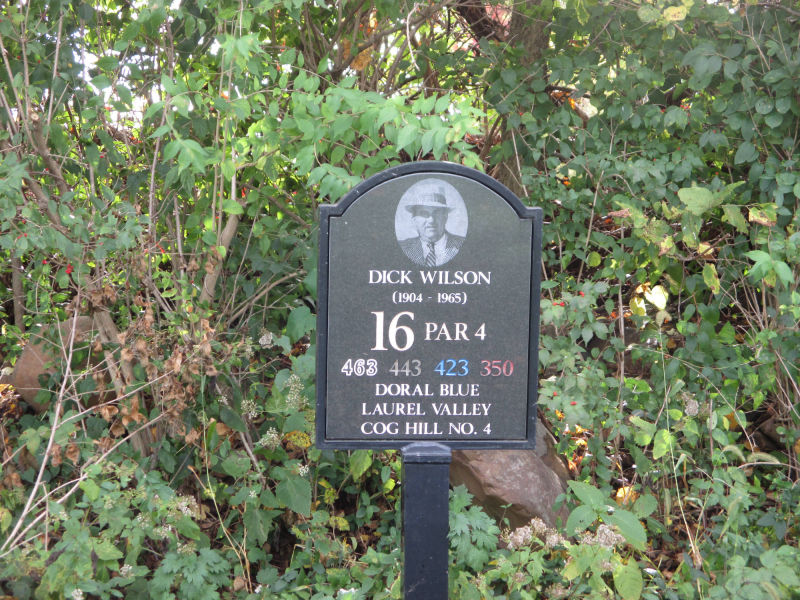 DICK WILSON
(1904 - 1965)
16 PAR 4
463 443 423 350
DORAL BLUE
LAUREL VALLEY
COG HILL NO. 4